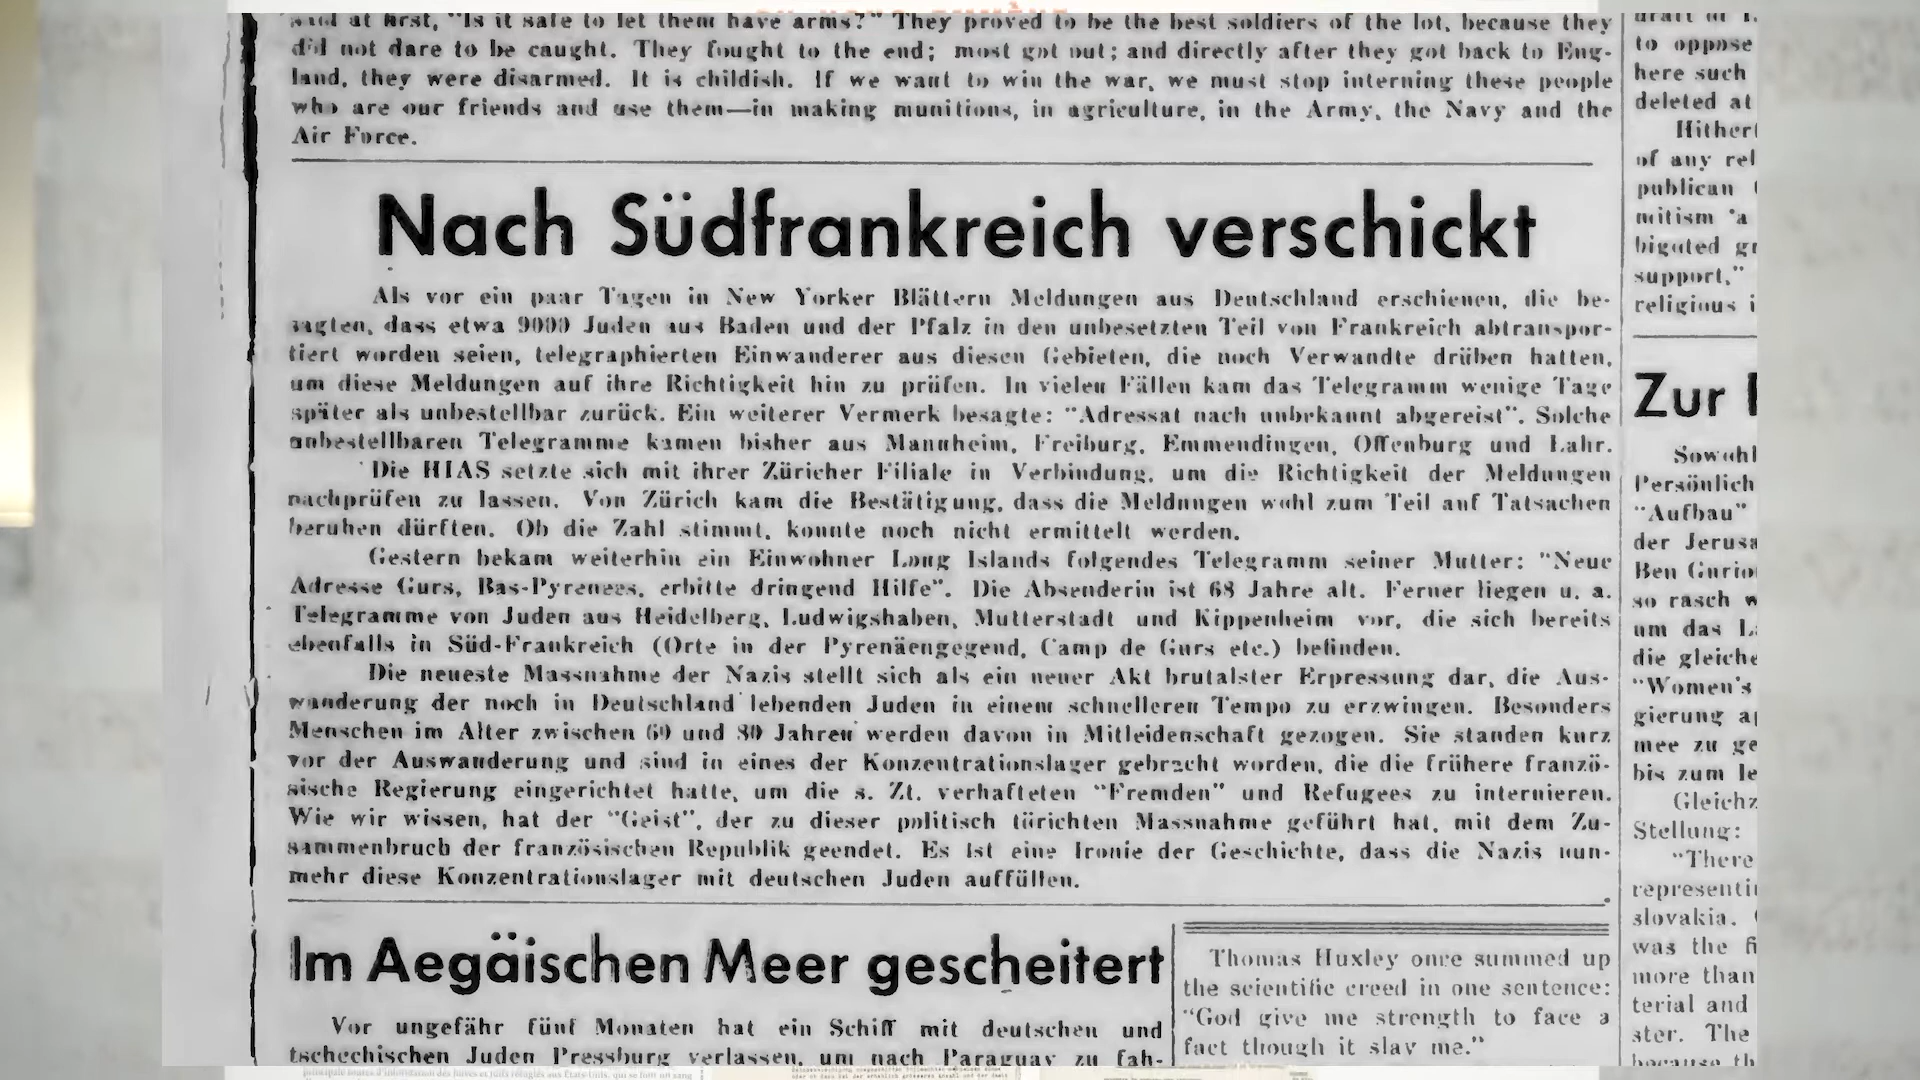 said at first, "Is it safe to let them have arms?" They proved to be the best soldiers of the lot, because they
did not dare to be caught. They fought to the end; most got out; and directly after they got back to Eng-
land, they were disarmed. It is childish. If we want to win the war, we must stop interning these people
who are our friends and use them—in making munitions, in agriculture, in the Army, the Navy and the
Air Force.
Nach Südfrankreich verschickt
Als vor ein paar Tagen in New Yorker Blättern Meldungen aus Deutschland erschienen, die be-
sagten, dass etwa 9000 Juden aus Baden und der Pfalz in den unbesetzten Teil von Frankreich abtranspor-
tiert worden seien, telegraphierten Einwanderer aus diesen Gebieten, die noch Verwandte drüben hatten,
um diese Meldungen auf ihre Richtigkeit hin zu prüfen. In vielen Fällen kam das Telegramm wenige Tage
später als unbestellbar zurück. Ein weiterer Vermerk besagte: "Adressat nach unbekannt abgereist". Solche
unbestellbaren Telegramme kamen bisher aus Mannheim, Freiburg, Emmendingen, Offenburg und Lahr.
Die HIAS setzte sich mit ihrer Züricher Filiale in Verbindung, um die Richtigkeit der Meldungen
nachprüfen zu lassen. Von Zürich kam die Bestätigung, dass die Meldungen wohl zum Teil auf Tatsachen
beruhen dürften. Ob die Zahl stimmt, konnte noch nicht ermittelt werden.
Gestern bekam weiterhin ein Einwohner Long Islands folgendes Telegramm seiner Mutter: "Neue
Adresse Gurs, Bas-Pyrenees, erbitte dringend Hilfe". Die Absenderin ist 68 Jahre alt. Ferner liegen u. a.
Telegramme von Juden aus Heidelberg, Ludwigshaben, Mutterstadt und Kippenheim vor, die sich bereits
ebenfalls in Süd-Frankreich (Orte in der Pyrenäengegend, Camp de Gurs etc.) befinden.
Die neueste Massnahme der Nazis stellt sich als ein neuer Akt brutalster Erpressung dar, die Aus-
wanderung der noch in Deutschland lebenden Juden in einem schnelleren Tempo zu erzwingen. Besonders
Menschen im Alter zwischen 60 und 80 Jahren werden davon in Mitleidenschaft gezogen. Sie standen kurz
vor der Auswanderung und sind in eines der Konzentrationslager gebracht worden, die die frühere franzö-
sische Regierung eingerichtet hatte, um die s. Zt. verhafteten "Fremden" und Refugees zu internieren.
Wie wir wissen, hat der "Geist", der zu dieser politisch törichten Massnahme geführt hat, mit dem Zu-
sammenbruch der französischen Republik geendet. Es ist eine Ironie der Geschichte, dass die Nazis nun-
mehr diese Konzentrationslager mit deutschen Juden auffüllen.
Im Aegäischen Meer gescheitert
Vor ungefähr fünf Monaten hat ein Schiff mit deutschen und
tschechischen Juden Pressburg verlassen, um nach Paraguay zu fah-
Thomas Huxley once summed up
the scientific creed in one sentence:
"God give me strength to face a
fact though it slay me."
to oppose
here such
deleted at
Hithert
of any rel
publican
mitism 'a
bigoted gr
support,"
religious i
Zur
Sowohl
Persönlich
"Aufbau"
der Jerusa
Ben Gurio
so rasch w
um das L
die gleiche
"Women's
gierung a
mee zu ge
bis zum le
Gleichz
Stellung:
"There
representi
slovakia.
was the fi
more than
terial and
ster. The
because th